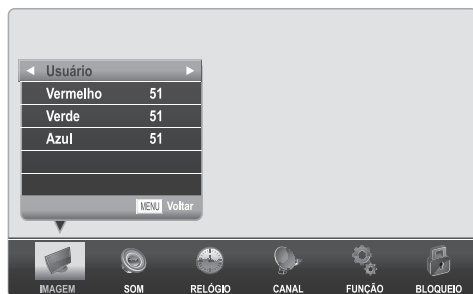 Usuário
Vermelho 51
Verde 51
Azul 51
MENU Voltar
IMAGEM SOM RELÓGIO CANAL FUNÇÃO BLOQUEIO